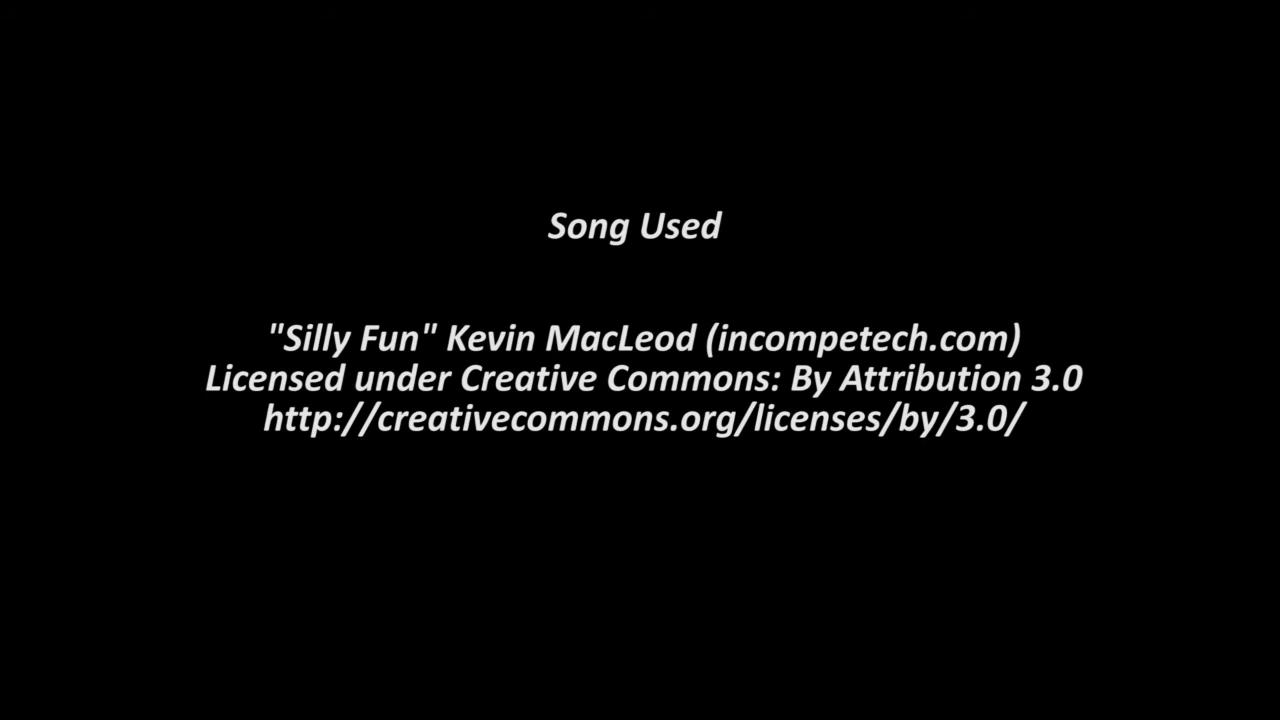 Song Used
"Silly Fun" Kevin MacLeod (incompetech.com)
Licensed under Creative Commons: By Attribution 3.0
http://creativecommons.org/licenses/by/3.0/